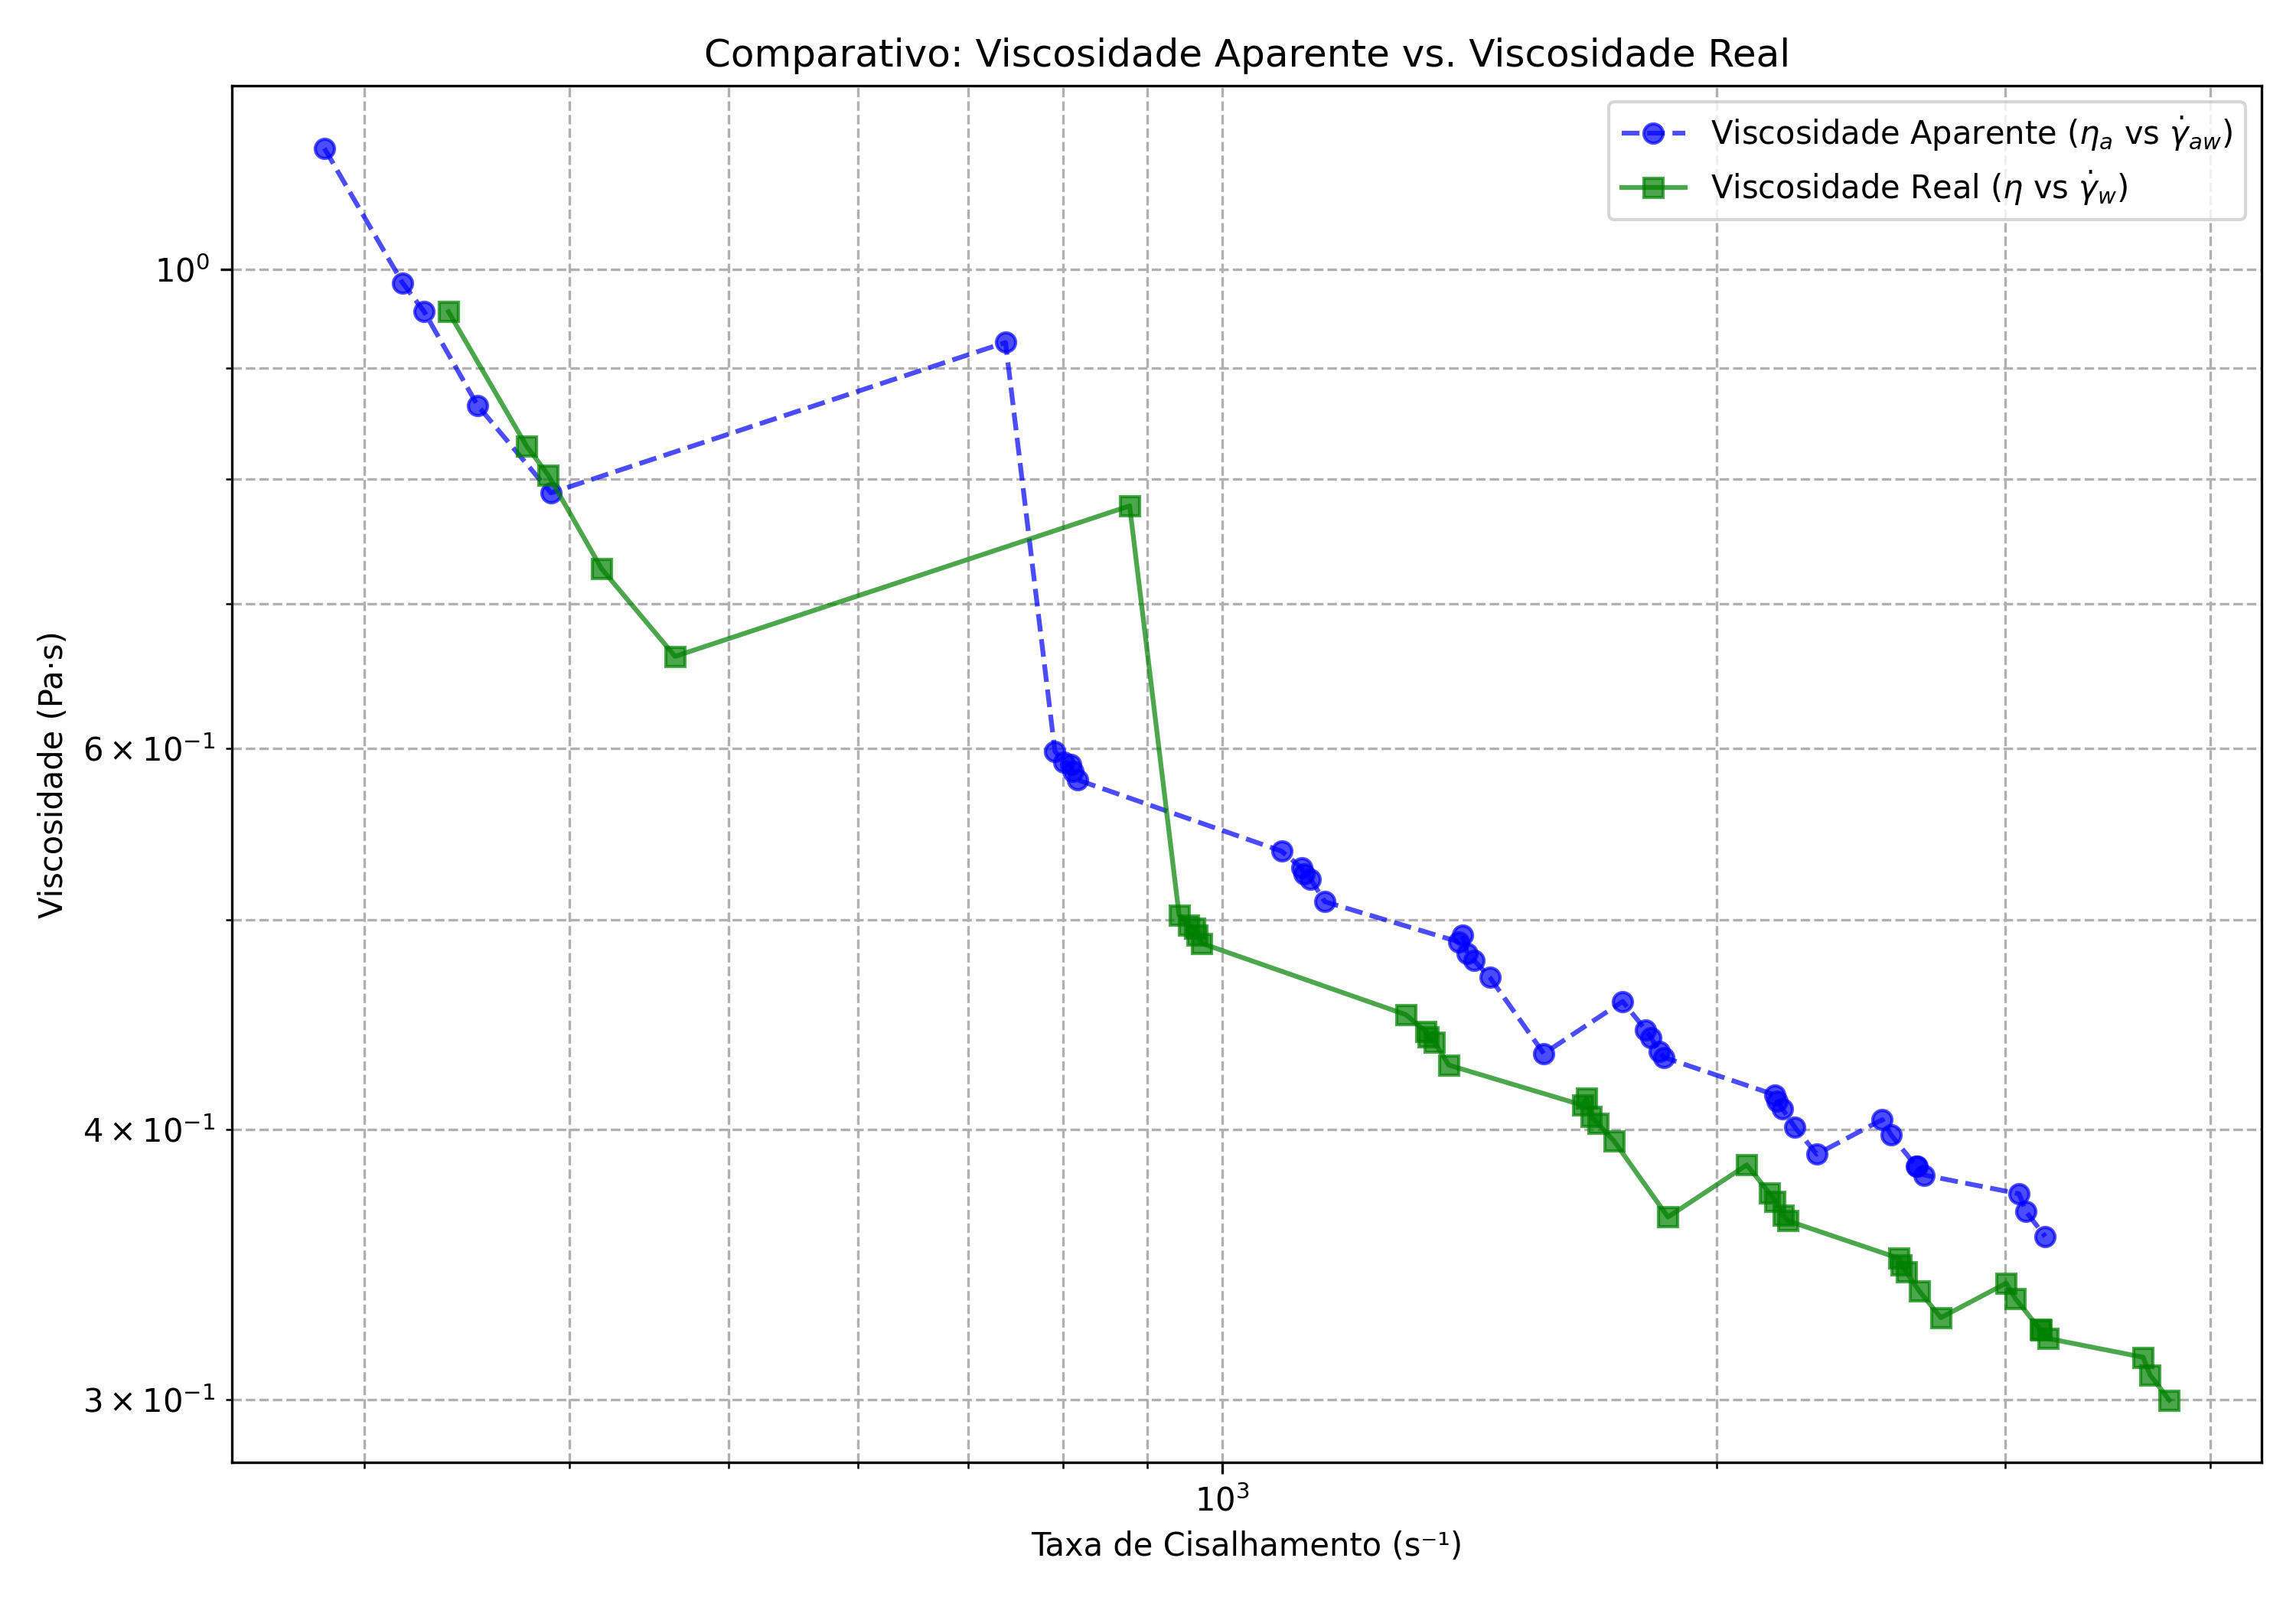 Comparativo: Viscosidade Aparente vs. Viscosidade Real
Viscosidade Aparente (ηₐ vs γ̇ₐw)
Viscosidade Real (η vs γ̇w)
10⁰
6 × 10⁻¹
4 × 10⁻¹
3 × 10⁻¹
Viscosidade (Pa·s)
10³
Taxa de Cisalhamento (s⁻¹)